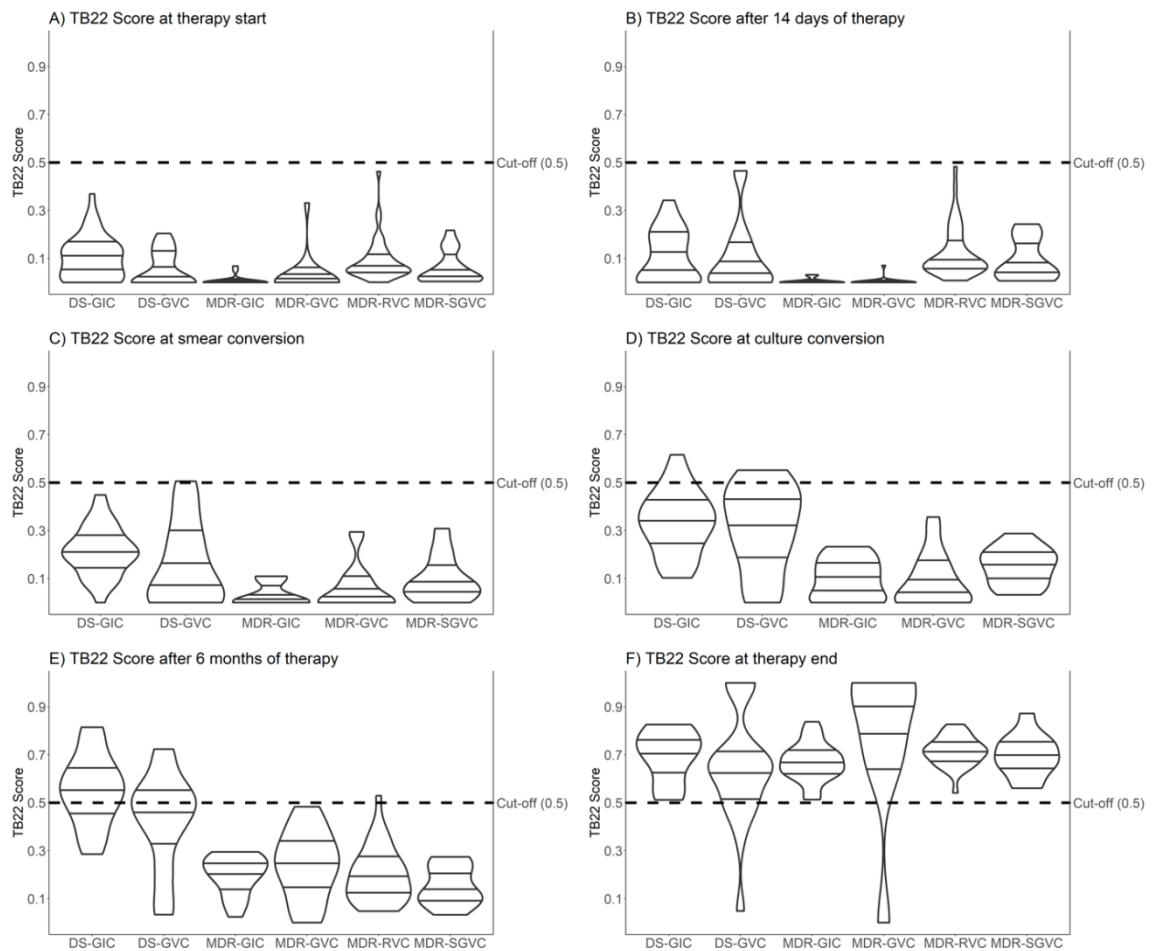 A) TB22 Score at therapy start
TB22 Score
0.9
0.7
0.5
0.3
0.1
Cut-off (0.5)
DS-GIC DS-GVC MDR-GIC MDR-GVC MDR-RVC MDR-SGVC
B) TB22 Score after 14 days of therapy
TB22 Score
0.9
0.7
0.5
0.3
0.1
Cut-off (0.5)
DS-GIC DS-GVC MDR-GIC MDR-GVC MDR-RVC MDR-SGVC
C) TB22 Score at smear conversion
TB22 Score
0.9
0.7
0.5
0.3
0.1
Cut-off (0.5)
DS-GIC DS-GVC MDR-GIC MDR-GVC MDR-SGVC
D) TB22 Score at culture conversion
TB22 Score
0.9
0.7
0.5
0.3
0.1
Cut-off (0.5)
DS-GIC DS-GVC MDR-GIC MDR-GVC MDR-SGVC
E) TB22 Score after 6 months of therapy
TB22 Score
0.9
0.7
0.5
0.3
0.1
Cut-off (0.5)
DS-GIC DS-GVC MDR-GIC MDR-GVC MDR-RVC MDR-SGVC
F) TB22 Score at therapy end
TB22 Score
0.9
0.7
0.5
0.3
0.1
Cut-off (0.5)
DS-GIC DS-GVC MDR-GIC MDR-GVC MDR-RVC MDR-SGVC